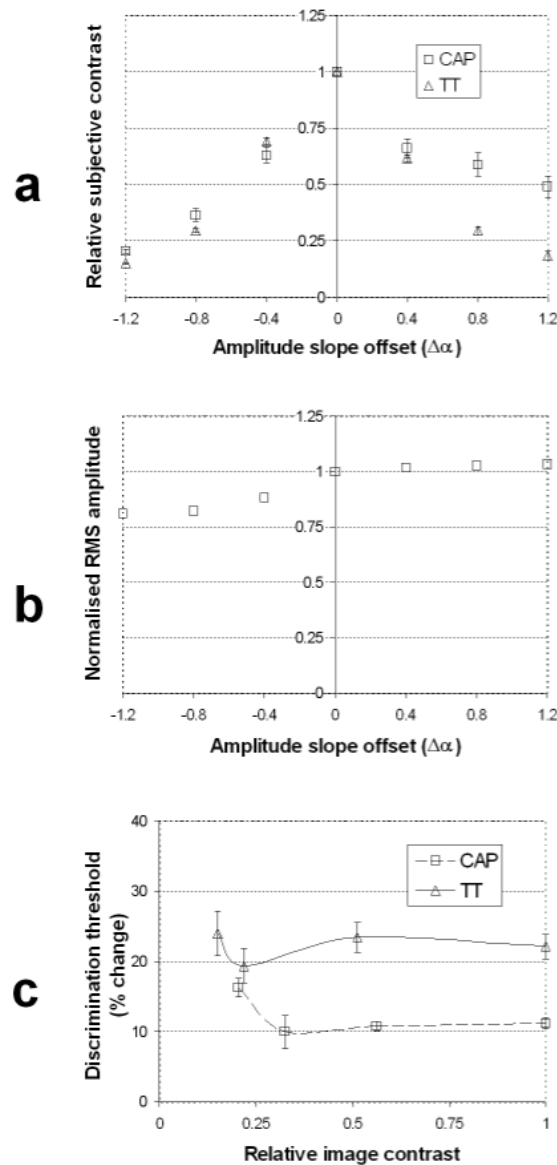 a
Relative subjective contrast
1.25
1
0.75
0.5
0.25
0
CAP
TT
-1.2 -0.8 -0.4 0 0.4 0.8 1.2
Amplitude slope offset (Δα)
b
Normalised RMS amplitude
1.25
1
0.75
0.5
0.25
0
-1.2 -0.8 -0.4 0 0.4 0.8 1.2
Amplitude slope offset (Δα)
c
Discrimination threshold
(% change)
40
30
20
10
0
CAP
TT
0 0.25 0.5 0.75 1
Relative image contrast